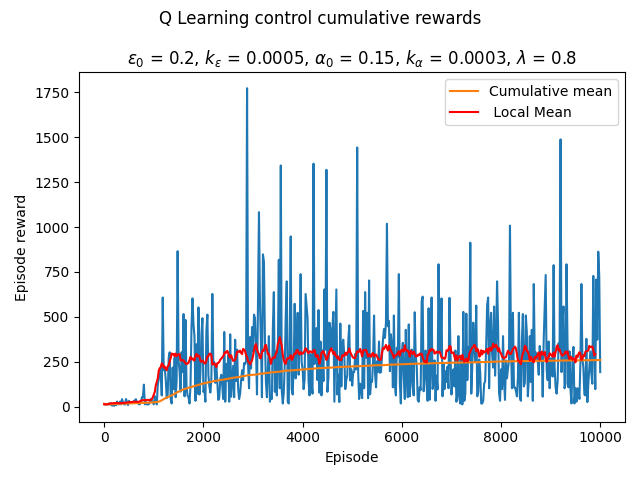 Q Learning control cumulative rewards
ε₀ = 0.2, kε = 0.0005, α₀ = 0.15, kα = 0.0003, λ = 0.8
Cumulative mean
Local Mean
Episode reward
1750
1500
1250
1000
750
500
250
0
0 2000 4000 6000 8000 10000
Episode